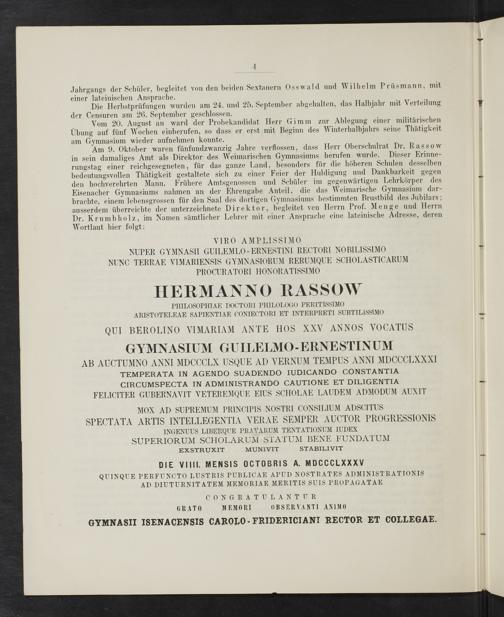 4
Jahrgangs der Schüler, begleitet von den beiden Sextanern Osswald und Wilhelm Prüsmann, mit
einer lateinischen Ansprache.
Die Herbstprüfungen wurden am 24. und 25. September abgehalten, das Halbjahr mit Verteilung
der Censuren am 26. September geschlossen.
Vom 20. August an ward der Probekandidat Herr Gimm zur Ablegung einer militärischen
Übung auf fünf Wochen einberufen, so dass er erst mit Beginn des Winterhalbjahrs seine Thätigkeit
am Gymnasium wieder aufnehmen konnte.
Am 9. Oktober waren fünfundzwanzig Jahre verflossen, dass Herr Oberschulrat Dr. Rassow
in sein damaliges Amt als Direktor des Weimarischen Gymnasiums berufen wurde. Dieser Erinne-
rungstag einer reichgesegneten, für das ganze Land, besonders für die höheren Schulen desselben
bedeutungsvollen Thätigkeit gestaltete sich zu einer Feier der Huldigung und Dankbarkeit gegen
den hochverehrten Mann. Frühere Amtsgenossen und Schüler im gegenwärtigen Lehrkörper des
Eisenacher Gymnasiums nahmen an der Ehrengabe Anteil, die das Weimarische Gymnasium dar-
brachte, einem lebensgrossen für den Saal des dortigen Gymnasiums bestimmten Brustbild des Jubilars;
ausserdem überreichte der unterzeichnete Direktor, begleitet von Herrn Prof. Menge und Herrn
Dr. Krumbholz, im Namen sämtlicher Lehrer mit einer Ansprache eine lateinische Adresse, deren
Wortlaut hier folgt:
VIRO AMPLISSIMO
NUPER GYMNASII GUILEMLO-ERNESTINI RECTORI NOBILISSIMO
NUNC TERRAE VIMARIENSIS GYMNASIORUM RERUMQUE SCHOLASTICARUM
PROCURATORI HONORATISSIMO
HERMANNO RASSOW
PHILOSOPHIAE DOCTORI PHILOLOGO PERITISSIMO
ARISTOTELEAE SAPIENTIAE CONIECTORI ET INTERPRETI SUBTILISSIMO
QUI BEROLINO VIMARIAM ANTE HOS XXV ANNOS VOCATUS
GYMNASIUM GUILELMO-ERNESTINUM
AB AUCTUMNO ANNI MDCCCLX USQUE AD VERNUM TEMPUS ANNI MDCCCLXXXI
TEMPERATA IN AGENDO SUADENDO IUDICANDO CONSTANTIA
CIRCUMSPECTA IN ADMINISTRANDO CAUTIONE ET DILIGENTIA
FELICITER GUBERNAVIT VETEREMQUE EIUS SCHOLAE LAUDEM ADMODUM AUXIT
MOX AD SUPREMUM PRINCIPIS NOSTRI CONSILIUM ADSCITUS
SPECTATA ARTIS INTELLEGENTIA VERAE SEMPER AUCTOR PROGRESSIONIS
INGENUUS LIBERQUE PRAVARUM TENTATIONUM IUDEX
SUPERIORUM SCHOLARUM STATUM BENE FUNDATUM
EXSTRUXIT MUNIVIT STABILIVIT
DIE VIIII. MENSIS OCTOBRIS A. MDCCCLXXXV
QUINQUE PERFUNCTO LUSTRIS PUBLICAE APUD NOSTRATES ADMINISTRATIONIS
AD DIUTURNITATEM MEMORIAE MERITIS SUIS PROPAGATAE
CONGRATULANTUR
GRATO MEMORI OBSERVANTI ANIMO
GYMNASII ISENACENSIS CAROLO-FRIDERICIANI RECTOR ET COLLEGAE.